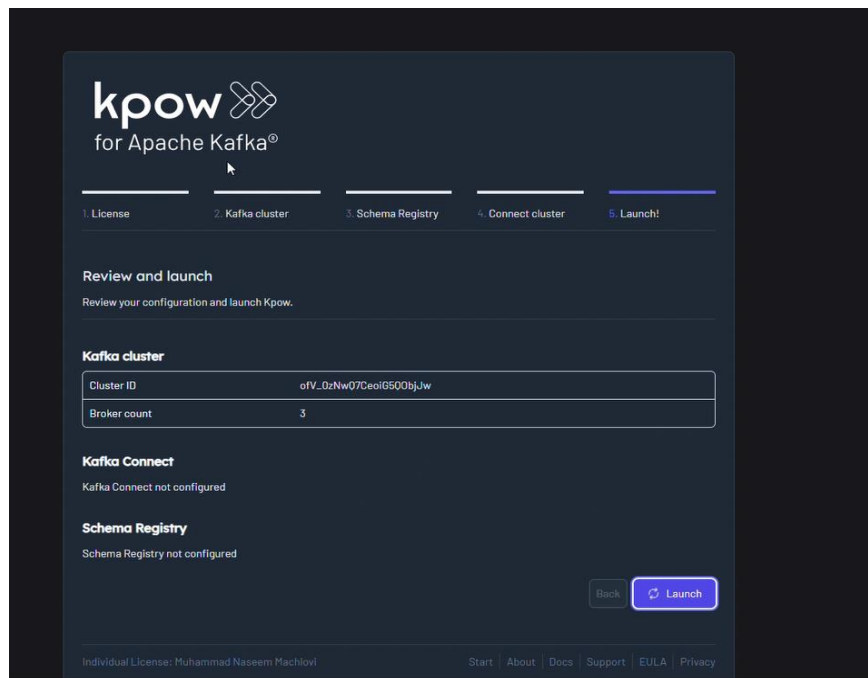 kpow
for Apache Kafka®
1. License 2. Kafka cluster 3. Schema Registry 4. Connect cluster 5. Launch!
Review and launch
Review your configuration and launch Kpow.
Kafka cluster
Cluster ID ofV_0zNwQ7CeoiG5Q0bjJw
Broker count 3
Kafka Connect
Kafka Connect not configured
Schema Registry
Schema Registry not configured
Back Launch
Individual License: Muhammad Naseem Machlovi Start About Docs Support EULA Privacy